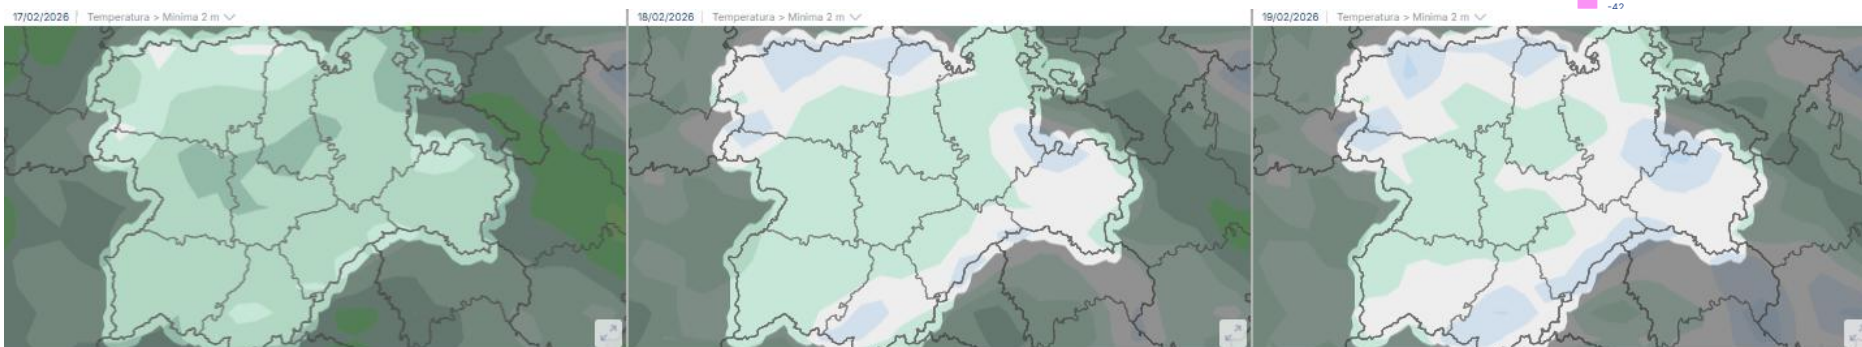 -42
17/02/2026 Temperatura > Mínima 2 m
18/02/2026 Temperatura > Mínima 2 m
19/02/2026 Temperatura > Mínima 2 m